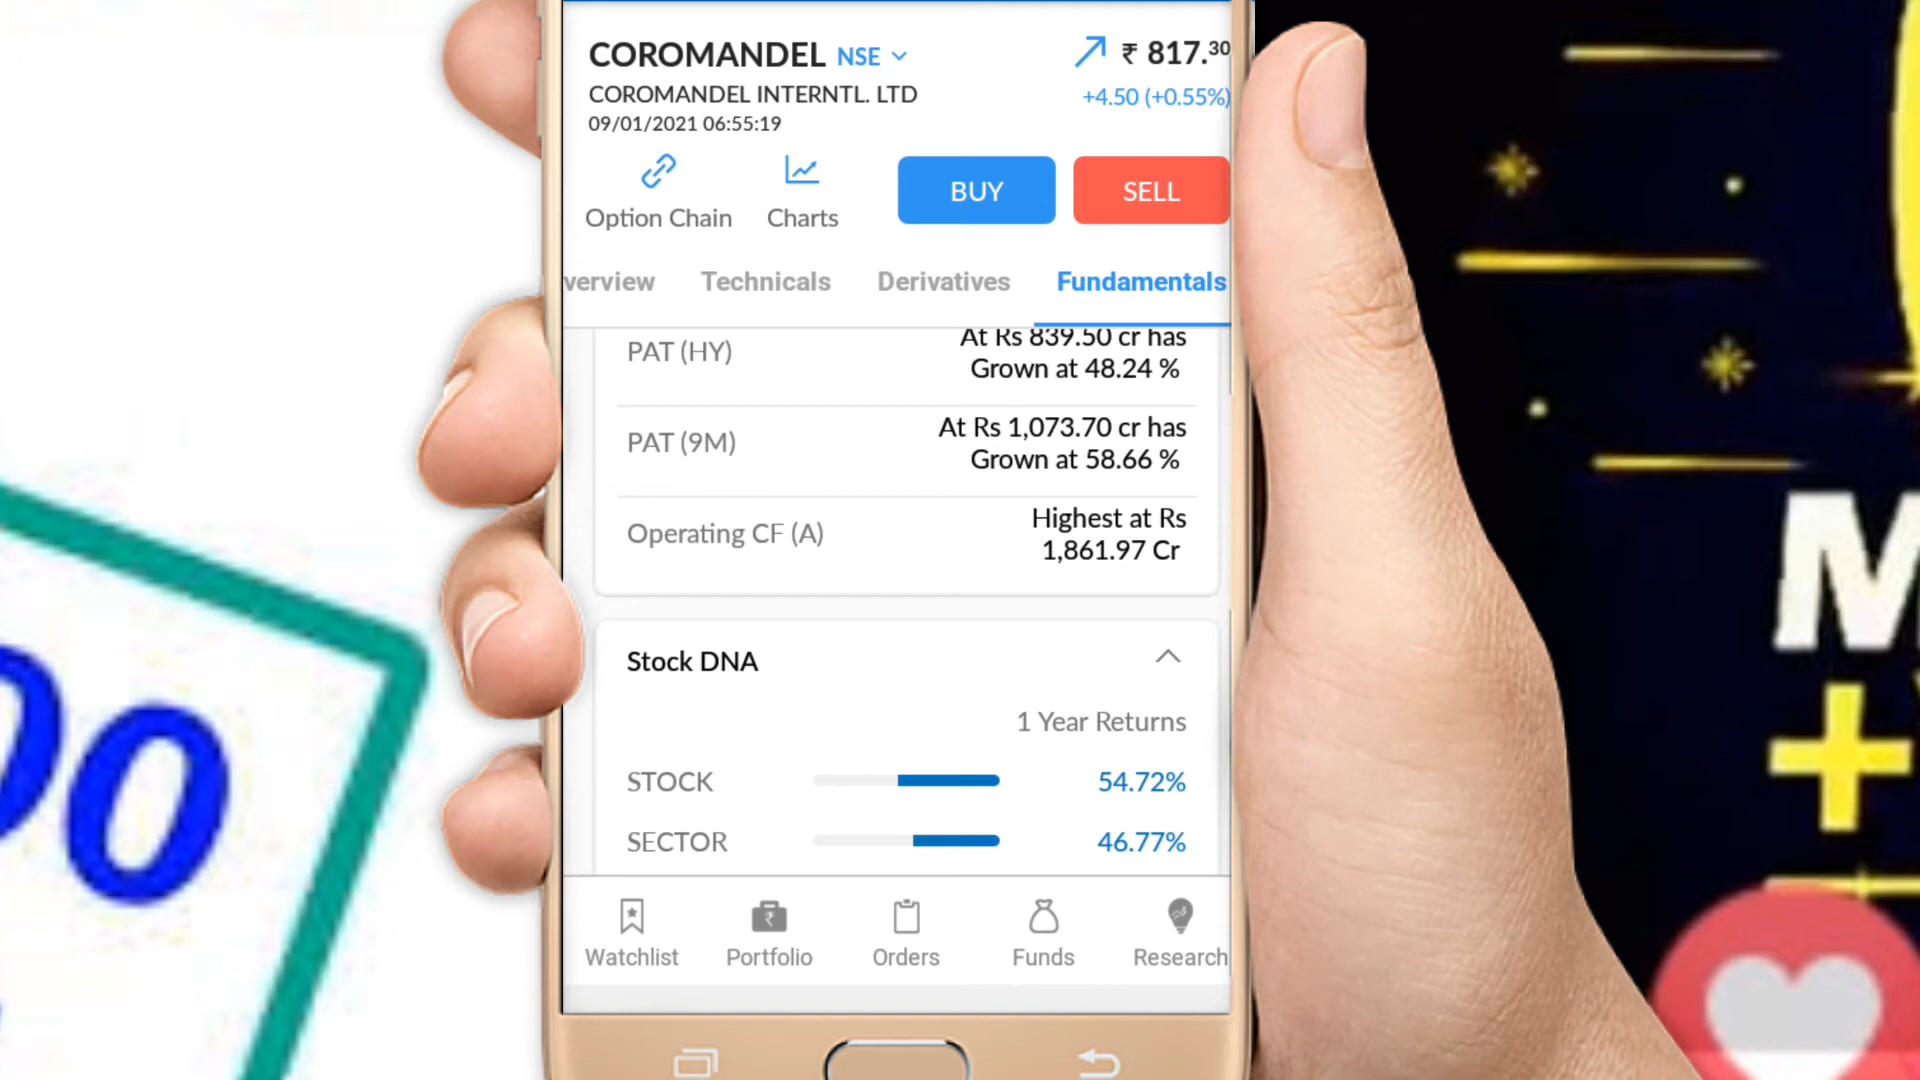 COROMANDEL NSE
₹ 817.30
COROMANDEL INTERNTL. LTD
+4.50 (+0.55%)
09/01/2021 06:55:19
Option Chain
Charts
BUY
SELL
verview
Technicals
Derivatives
Fundamentals
PAT (HY)
At Rs 839.50 cr has
Grown at 48.24 %
PAT (9M)
At Rs 1,073.70 cr has
Grown at 58.66 %
Operating CF (A)
Highest at Rs
1,861.97 Cr
Stock DNA
1 Year Returns
STOCK
54.72%
SECTOR
46.77%
Watchlist
Portfolio
Orders
Funds
Research
00
M
+